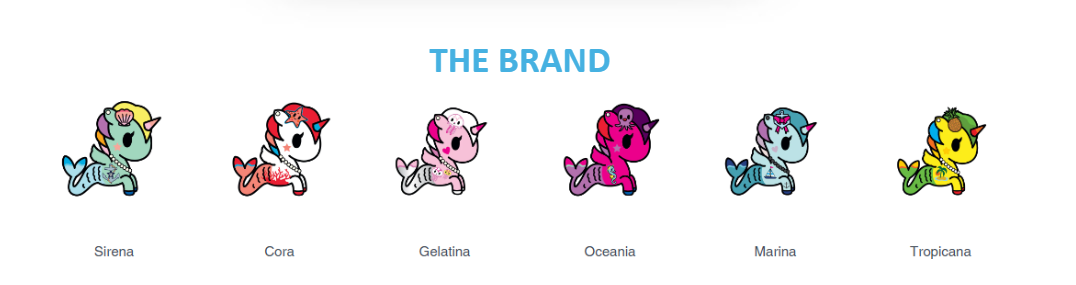 THE BRAND
Sirena
Cora
Gelatina
Oceania
Marina
Tropicana